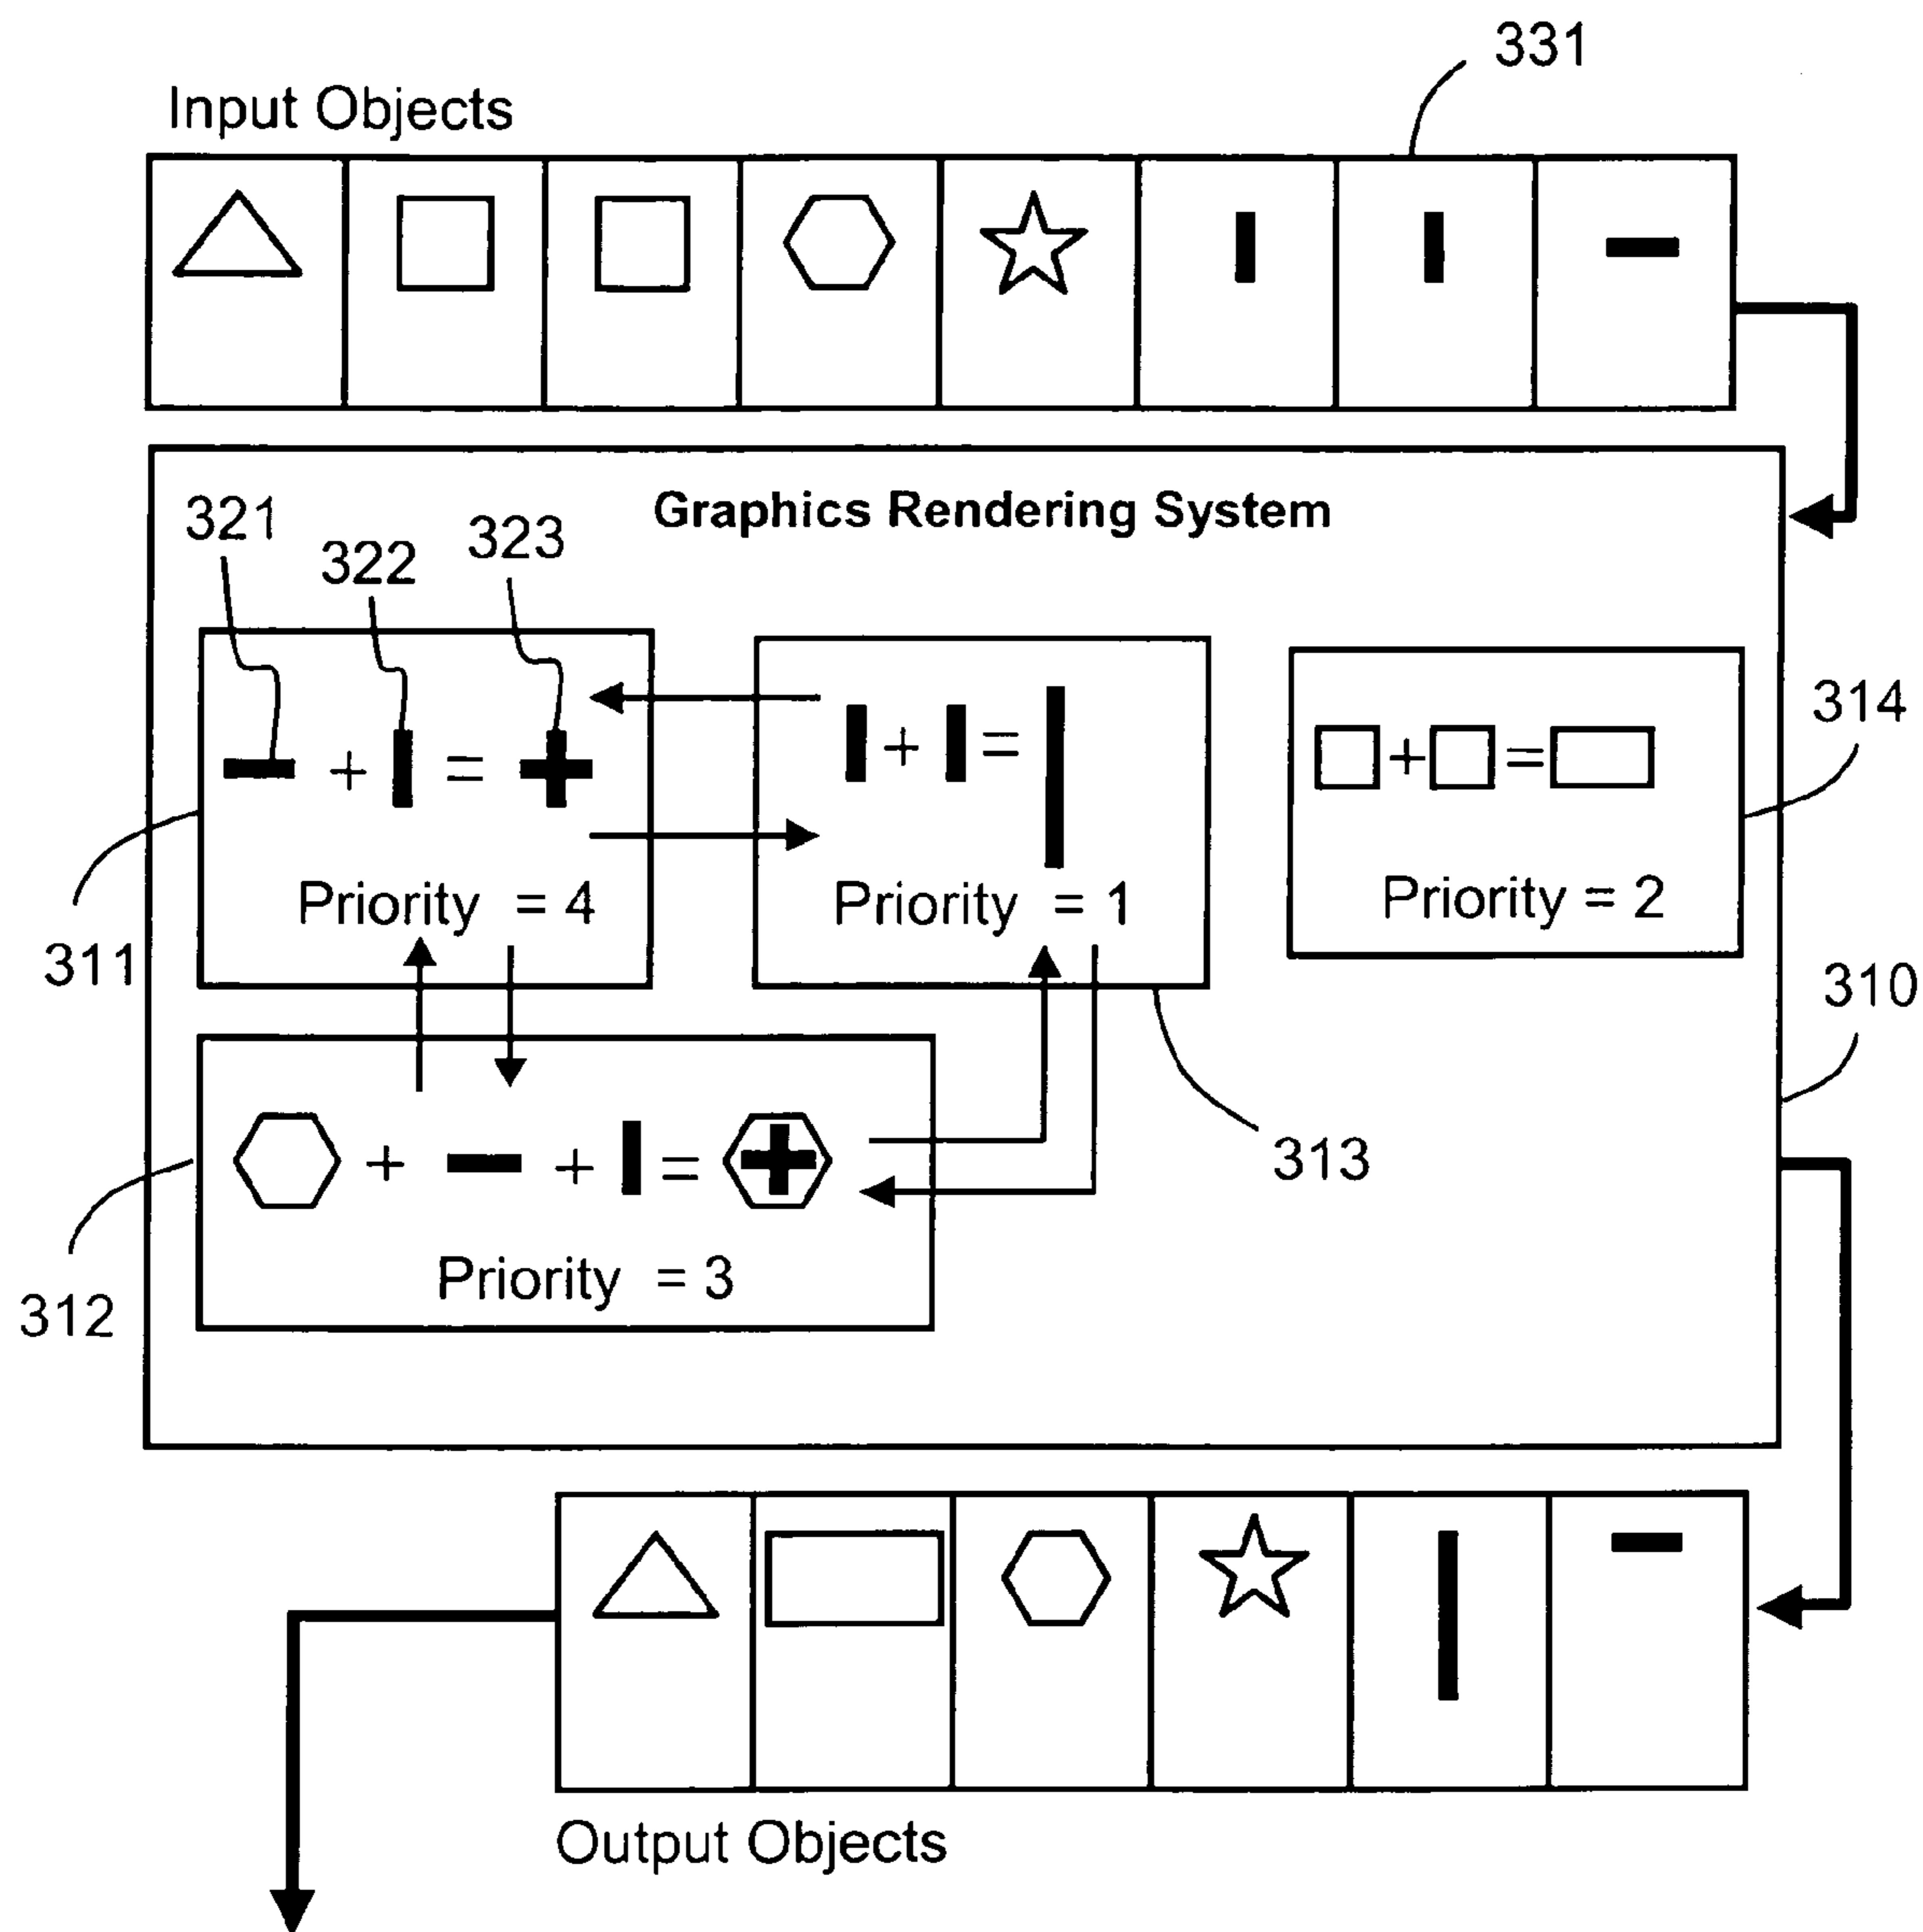 331
Input Objects
Graphics Rendering System
321
322
323
314
+ =
+ =
+ =
Priority = 4
Priority = 1
Priority = 2
311
310
+ + =
313
Priority = 3
312
Output Objects